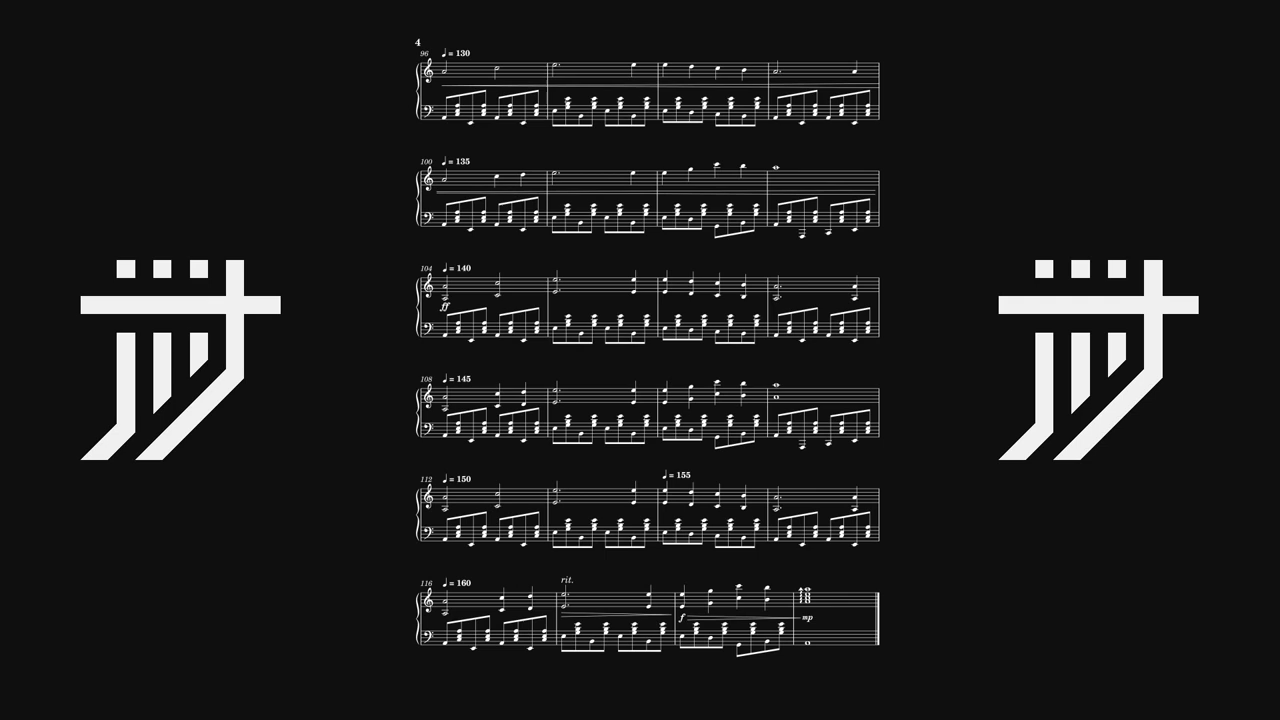 4
96 ♩ = 130
100 ♩ = 135
104 ♩ = 140
ff
108 ♩ = 145
112 ♩ = 150 ♩ = 155
116 ♩ = 160 rit.
f mp